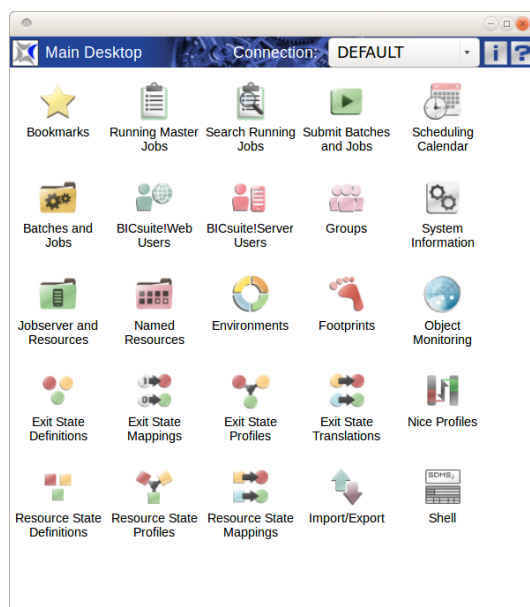 Main Desktop Connection: DEFAULT i ?
Bookmarks Running Master Jobs Search Running Jobs Submit Batches and Jobs Scheduling Calendar
Batches and Jobs BICsuite!Web Users BICsuite!Server Users Groups System Information
Jobserver and Resources Named Resources Environments Footprints Object Monitoring
1 0
Exit State Definitions Exit State Mappings Exit State Profiles Exit State Translations Nice Profiles
SDMS;
Resource State Definitions Resource State Profiles Resource State Mappings Import/Export Shell